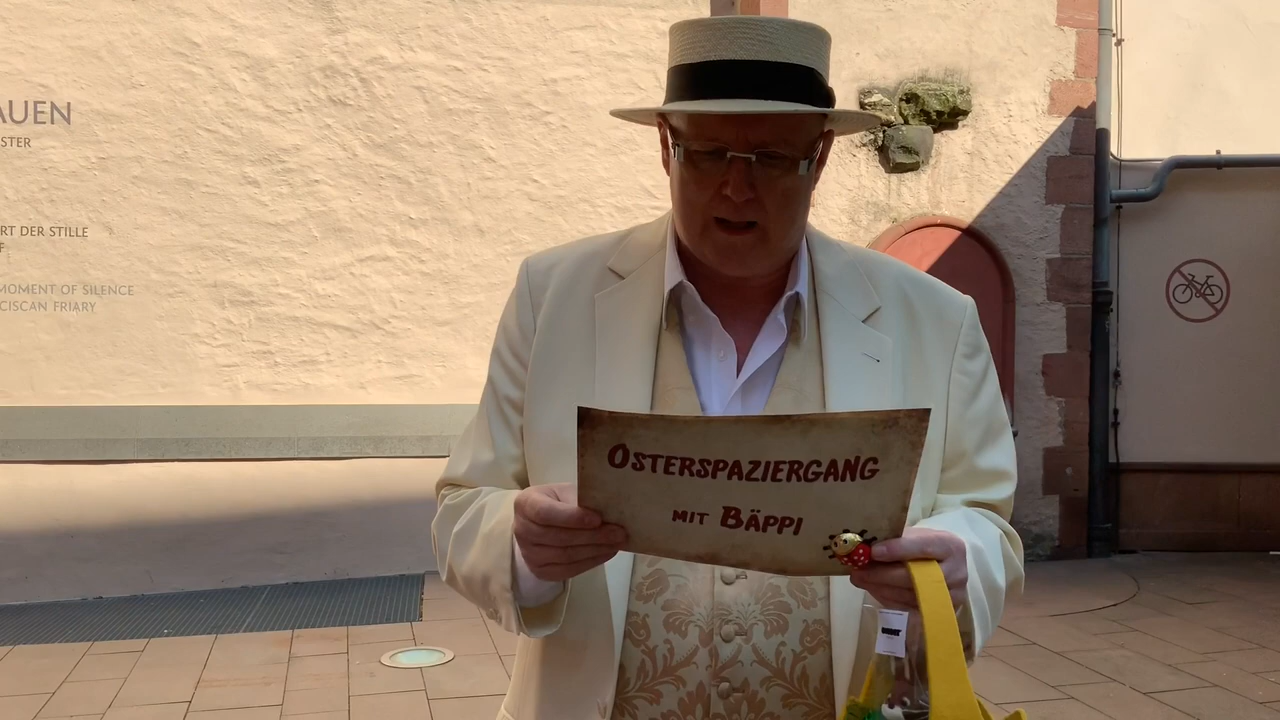 AUEN
STER
RT DER STILLE
F
MOMENT OF SILENCE
CISCAN FRIARY
OSTERSPAZIERGANG
MIT BÄPPI